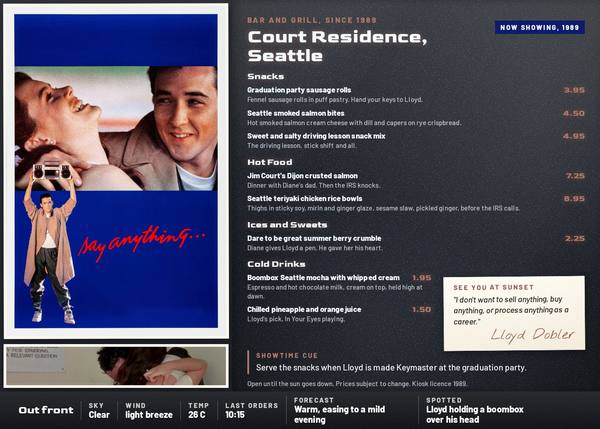 say anything...
Y FOR GRADING,
A RELEVANT QUESTION
BAR AND GRILL, SINCE 1989
NOW SHOWING, 1989
Court Residence,
Seattle
Snacks
Graduation party sausage rolls 3.95
Fennel sausage rolls in puff pastry. Hand your keys to Lloyd.
Seattle smoked salmon bites 4.50
Hot smoked salmon cream cheese with dill and capers on rye crispbread.
Sweet and salty driving lesson snack mix 4.95
The driving lesson, stick shift and all.
Hot Food
Jim Court's Dijon crusted salmon 7.25
Dinner with Diane's dad. Then the IRS knocks.
Seattle teriyaki chicken rice bowls 8.95
Thighs in sticky soy, mirin and ginger glaze, sesame slaw, pickled ginger, before the IRS calls.
Ices and Sweets
Dare to be great summer berry crumble 2.25
Diane gives Lloyd a pen. He gave her his heart.
Cold Drinks
Boombox Seattle mocha with whipped cream 1.95
Espresso and hot chocolate milk, cream on top, held high at
dawn.
Chilled pineapple and orange juice 1.50
Lloyd's pick. In Your Eyes playing.
SEE YOU AT SUNSET
"I don't want to sell anything, buy
anything, or process anything as a
career."
Lloyd Dobler
SHOWTIME CUE
Serve the snacks when Lloyd is made Keymaster at the graduation party.
Open until the sun goes down. Prices subject to change. Kiosk licence 1989.
Out front
SKY
Clear
WIND
light breeze
TEMP
26 C
LAST ORDERS
10:15
FORECAST
Warm, easing to a mild
evening
SPOTTED
Lloyd holding a boombox
over his head